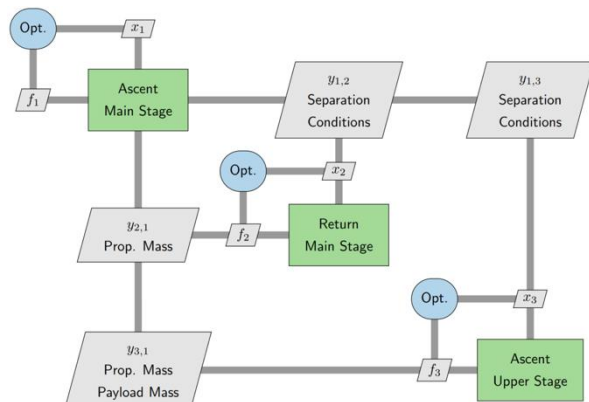 Opt.
x₁
f₁
Ascent
Main Stage
y₁,₂
Separation
Conditions
y₁,₃
Separation
Conditions
Opt.
x₂
y₂,₁
Prop. Mass
f₂
Return
Main Stage
Opt.
x₃
y₃,₁
Prop. Mass
Payload Mass
f₃
Ascent
Upper Stage